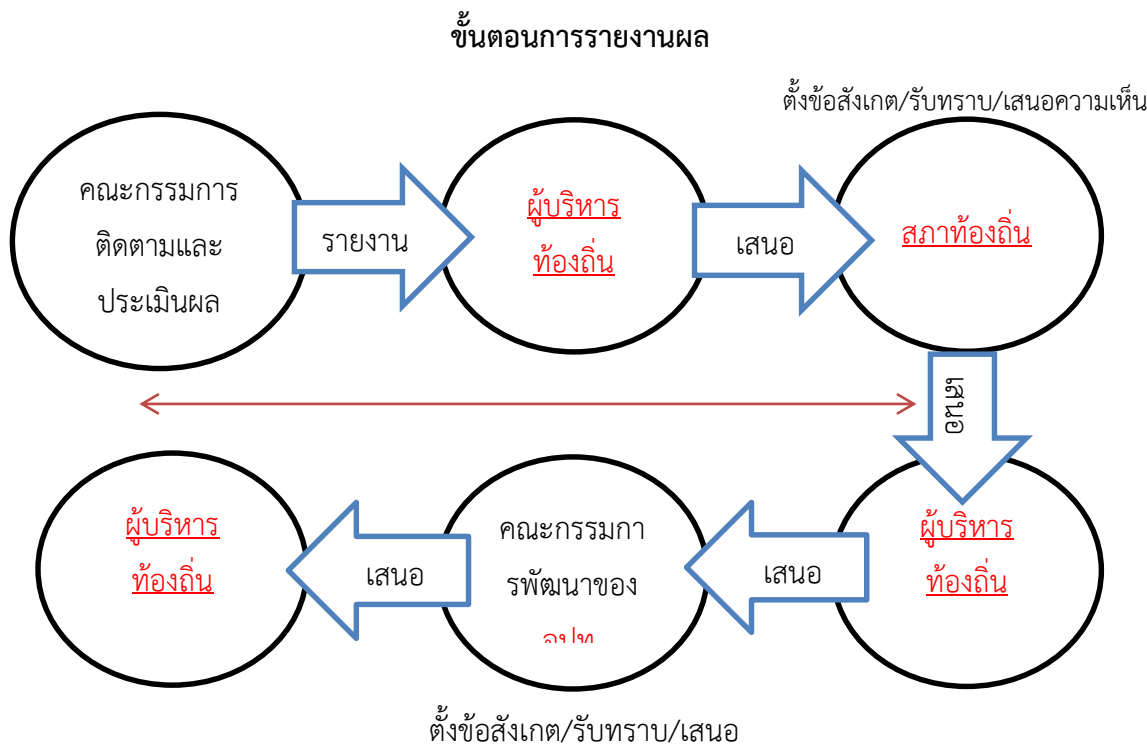 ขั้นตอนการรายงานผล
ตั้งข้อสังเกต/รับทราบ/เสนอความเห็น
คณะกรรมการ
ติดตามและ
ประเมินผล
รายงาน
ผู้บริหาร
ท้องถิ่น
เสนอ
สภาท้องถิ่น
เสนอ
ผู้บริหาร
ท้องถิ่น
เสนอ
คณะกรรมกา
รพัฒนาของ
เสนอ
ผู้บริหาร
ท้องถิ่น
ตั้งข้อสังเกต/รับทราบ/เสนอ